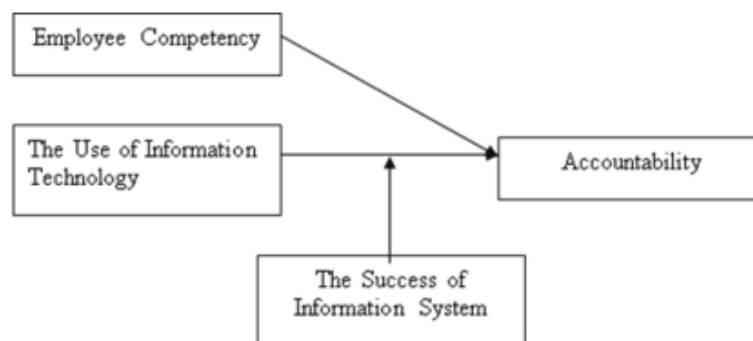 Employee Competency
The Use of Information
Technology
Accountability
The Success of
Information System